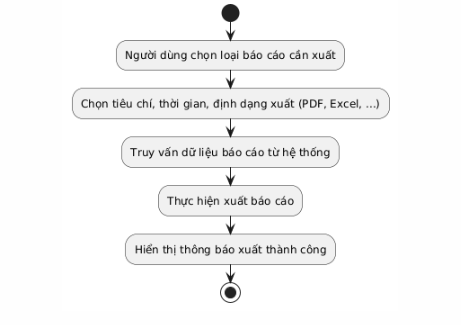 Người dùng chọn loại báo cáo cần xuất
Chọn tiêu chí, thời gian, định dạng xuất (PDF, Excel, ...)
Truy vấn dữ liệu báo cáo từ hệ thống
Thực hiện xuất báo cáo
Hiển thị thông báo xuất thành công